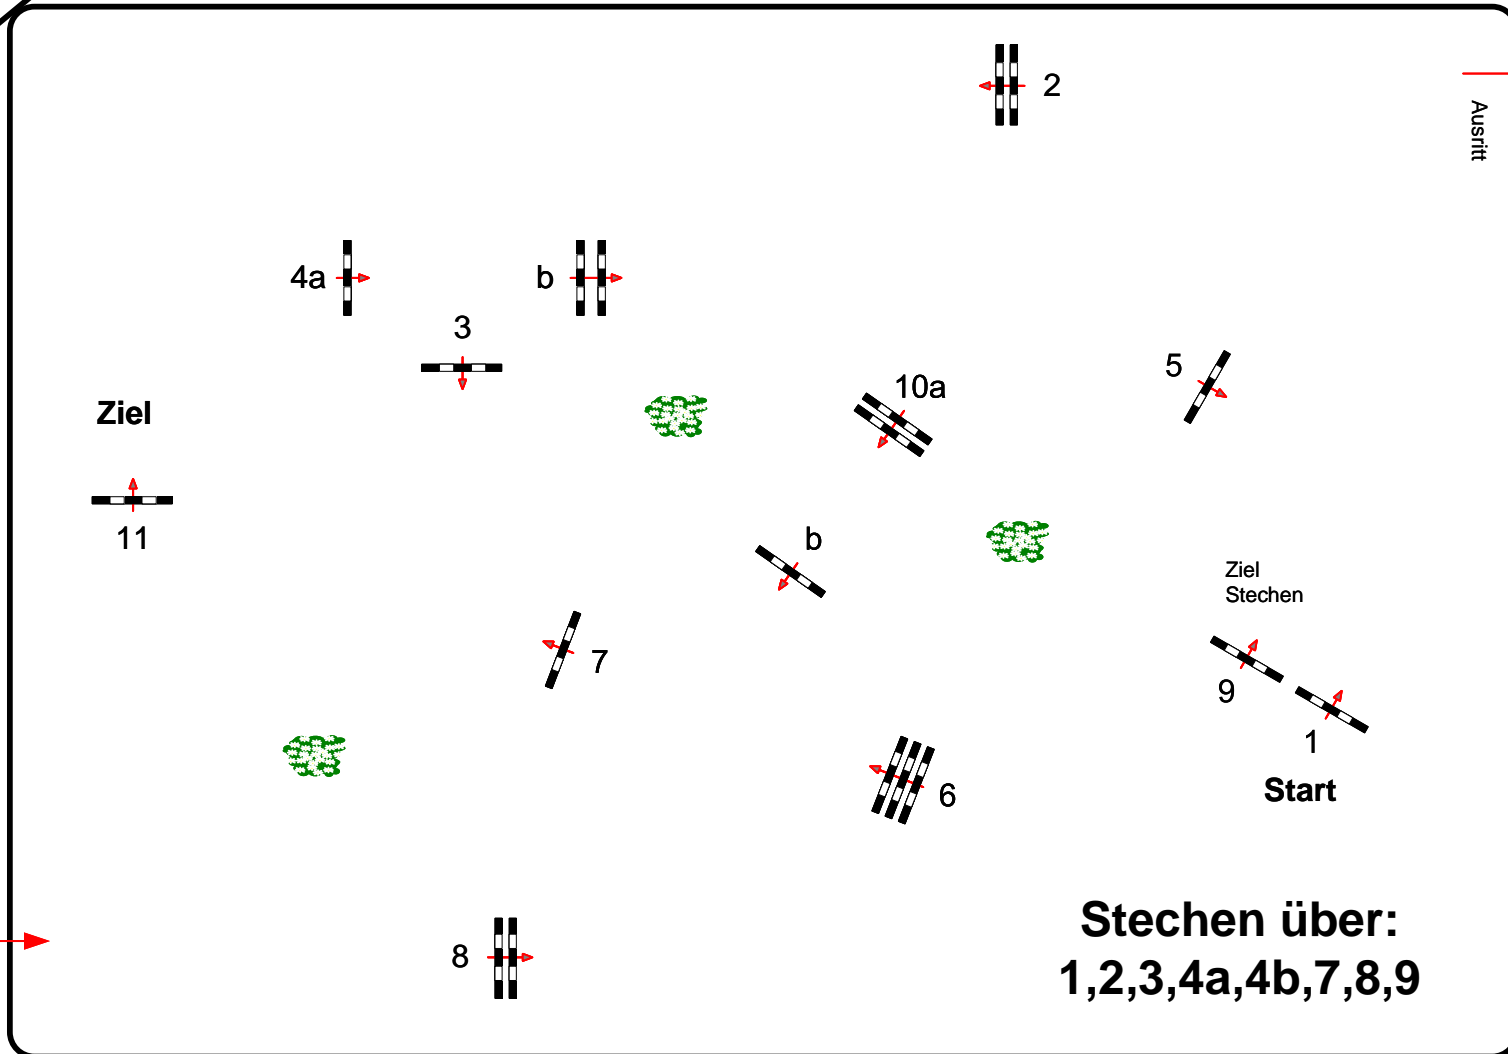 2
Ausritt
4a
b
3
5
10a
Ziel
11
b
Ziel
Stechen
7
9
1
Start
6
8
Stechen über:
1,2,3,4a,4b,7,8,9